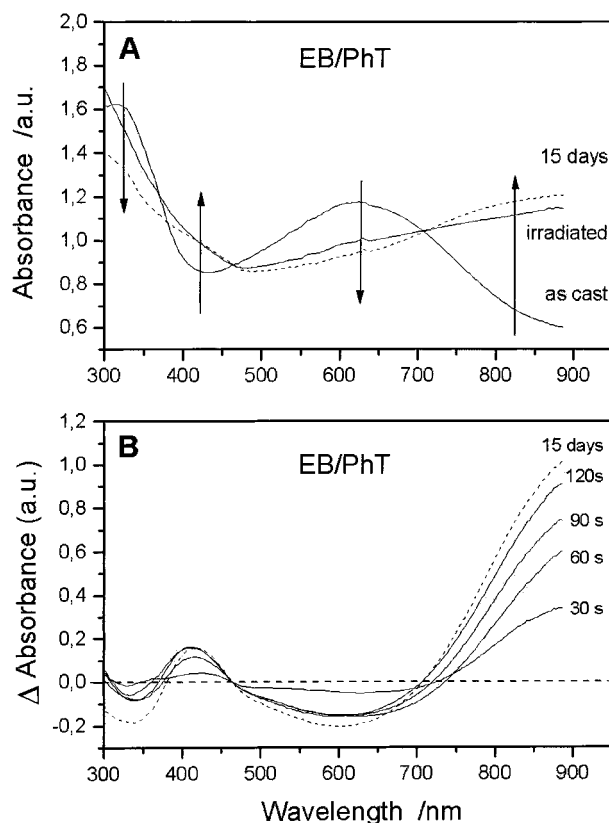 A
EB/PhT
Absorbance /a.u.
2,0
1,8
1,6
1,4
1,2
1,0
0,8
0,6
15 days
irradiated
as cast
300 400 500 600 700 800 900
B
EB/PhT
Δ Absorbance (a.u.)
1,2
1,0
0,8
0,6
0,4
0,2
0,0
-0,2
15 days
120s
90 s
60 s
30 s
300 400 500 600 700 800 900
Wavelength /nm